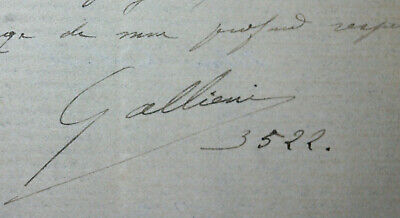 ge de mon profond respe
Gallieni
3522.